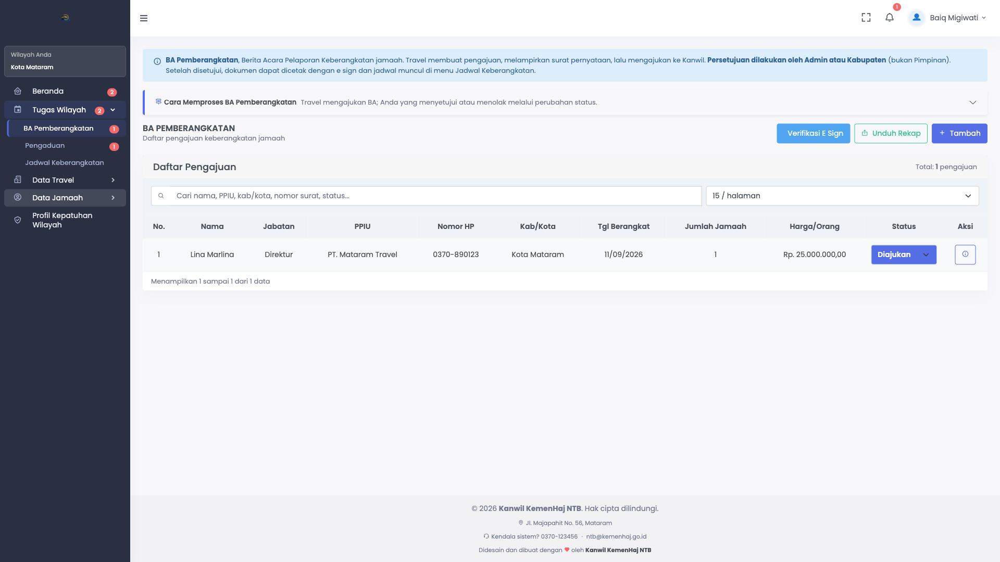 Wilayah Anda
Kota Mataram
Beranda 2
Tugas Wilayah 2
BA Pemberangkatan 1
Pengaduan 1
Jadwal Keberangkatan
Data Travel
Data Jamaah
Profil Kepatuhan
Wilayah
1
Baiq Migiwati
BA Pemberangkatan, Berita Acara Pelaporan Keberangkatan jamaah. Travel membuat pengajuan, melampirkan surat pernyataan, lalu mengajukan ke Kanwil. Persetujuan dilakukan oleh Admin atau Kabupaten (bukan Pimpinan).
Setelah disetujui, dokumen dapat dicetak dengan e sign dan jadwal muncul di menu Jadwal Keberangkatan.
Cara Memproses BA Pemberangkatan Travel mengajukan BA; Anda yang menyetujui atau menolak melalui perubahan status.
BA PEMBERANGKATAN
Daftar pengajuan keberangkatan jamaah
Verifikasi E Sign
Unduh Rekap
+ Tambah
Daftar Pengajuan
Total: 1 pengajuan
Cari nama, PPIU, kab/kota, nomor surat, status...
15 / halaman
No. Nama Jabatan PPIU Nomor HP Kab/Kota Tgl Berangkat Jumlah Jamaah Harga/Orang Status Aksi
1 Lina Marlina Direktur PT. Mataram Travel 0370-890123 Kota Mataram 11/09/2026 1 Rp. 25.000.000,00 Diajukan
Menampilkan 1 sampai 1 dari 1 data
© 2026 Kanwil KemenHaj NTB. Hak cipta dilindungi.
Jl. Majapahit No. 56, Mataram
Kendala sistem? 0370-123456 · ntb@kemenhaj.go.id
Didesain dan dibuat dengan ❤ oleh Kanwil KemenHaj NTB